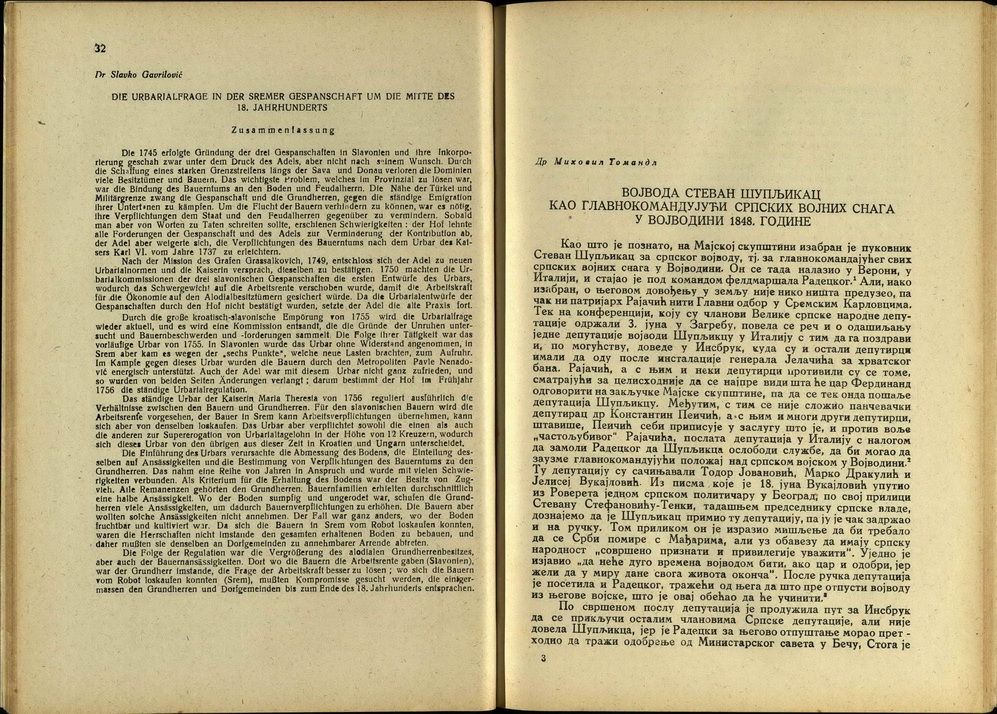 32
Dr Slavko Gavrilović
DIE URBARIALFRAGE IN DER SREMER GESPANSCHAFT UM DIE MITTE DES
18. JAHRHUNDERTS
Zusammenfassung
Die 1745 erfolgte Gründung der drei Gespanschaften in Slavonien und ihre Inkorpo-
rierung geschah zwar unter dem Druck des Adels, aber nicht nach seinem Wunsch. Durch
die Schaffung eines starken Grenzstreifens längs der Sava und Donau verloren die Dominien
viele Besitztümer und Bauern. Das wichtigste Problem, welches im Provinzial zu lösen war,
war die Bindung des Bauerntums an den Boden und Feudalherrn. Die Nähe der Türkei und
Militärgrenze zwang die Gespanschaft und die Grundherren, gegen die ständige Emigration
ihrer Untertanen zu kämpfen. Um die Flucht der Bauern verhindern zu können, war es nötig,
ihre Verpflichtungen dem Staat und den Feudalherren gegenüber zu vermindern. Sobald
man aber von Worten zu Taten schreiten sollte, erschienen Schwierigkeiten : der Hof lehnte
alle Forderungen der Gespanschaft und des Adels zur Verminderung der Kontribution ab,
der Adel aber weigerte sich, die Verpflichtungen des Bauerntums nach dem Urbar des Kai-
sers Karl VI. vom Jahre 1737 zu erleichtern.
Nach der Mission des Grafen Grassalkovich, 1749, entschloss sich der Adel zu neuen
Urbarialnormen und die Kaiserin versprach, dieselben zu bestätigen. 1750 machten die Ur-
barialkommissionen der drei slavonischen Gespanschaften die ersten Entwürfe des Urbars,
wodurch das Schwergewicht auf die Arbeitsrente verschoben wurde, damit die Arbeitskraft
für die Ökonomie auf den Alodialbesitztümern gesichert würde. Da die Urbarialentwürfe der
Gespanschaften durch den Hof nicht bestätigt wurden, setzte der Adel die alte Praxis fort.
Durch die große kroatisch-slavonische Empörung von 1755 wird die Urbarialfrage
wieder aktuell, und es wird eine Kommission entsandt, die die Gründe der Unruhen unter-
sucht und Bauernbeschwerden und -forderungen sammelt. Die Folge ihrer Tätigkeit war das
vorläufige Urbar von 1755. In Slavonien wurde das Urbar ohne Widerstand angenommen, in
Srem aber kam es wegen der „sechs Punkte", welche neue Lasten brachten, zum Aufruhr.
Im Kampfe gegen dieses Urbar wurden die Bauern durch den Metropoliten Pavle Nenado-
vić energisch unterstützt. Auch der Adel war mit diesem Urbar nicht ganz zufrieden, und
so wurden von beiden Seiten Änderungen verlangt ; darum bestimmt der Hof im Frühjahr
1756 die ständige Urbarialregulation.
Das ständige Urbar der Kaiserin Maria Theresia von 1756 reguliert ausführlich die
Verhältnisse zwischen den Bauern und Grundherren. Für den slavonischen Bauern wird die
Arbeitsrente vorgesehen, der Bauer in Srem kann Arbeitsverpflichtungen übernehmen, kann
sich aber von denselben loskaufen. Das Urbar aber verpflichtet sowohl die einen als auch
die anderen zur Supererogation von Urbarialtagelohn in der Höhe von 12 Kreuzern, wodurch
sich dieses Urbar von den übrigen aus dieser Zeit in Kroatien und Ungarn unterscheidet.
Die Einführung des Urbars verursachte die Abmessung des Bodens, die Einteilung des-
selben auf Ansässigkeiten und die Bestimmung von Verpflichtungen des Bauerntums zu den
Grundherren. Das nahm eine Reihe von Jahren in Anspruch und wurde mit vielen Schwie-
rigkeiten verbunden. Als Kriterium für die Erhaltung des Bodens war der Besitz von Zug-
vieh. Alle Remanenzen gehörten den Grundherren. Bauernfamilien erhielten durchschnittlich
eine halbe Ansässigkeit. Wo der Boden sumpfig und ungerodet war, schufen die Grund-
herren viele Ansässigkeiten, um dadurch Bauernverpflichtungen zu erhöhen. Die Bauern aber
wollten solche Ansässigkeiten nicht annehmen. Der Fall war ganz anders, wo der Boden
fruchtbar und kultiviert war. Da sich die Bauern in Srem vom Robot loskaufen konnten,
waren die Herrschaften nicht imstande den gesamten erhaltenen Boden zu bebauen, und
daher mußten sie denselben an Dorfgemeinden zu annehmbarer Arrende abtreten.
Die Folge der Regulation war die Vergrößerung des alodialen Grundherrenbesitzes,
aber auch der Bauernansässigkeiten. Dort wo die Bauern die Arbeitsrente gaben (Slavonien),
war der Grundherr imstande, die Frage der Arbeitskraft besser zu lösen ; wo sich die Bauern
vom Robot loskaufen konnten (Srem), mußten Kompromisse gesucht werden, die einiger-
massen den Grundherren und Dorfgemeinden bis zum Ende des 18. Jahrhunderts entsprachen.
Др Миховил Томандл
ВОЈВОДА СТЕВАН ШУПЉИКАЦ
КАО ГЛАВНОКОМАНДУЈУЋИ СРПСКИХ ВОЈНИХ СНАГА
У ВОЈВОДИНИ 1848. ГОДИНЕ
Као што је познато, на Мајској скупштини изабран је пуковник
Стеван Шупљикац за српског војводу, тј. за главнокомандујућег свих
српских војних снага у Војводини. Он се тада налазио у Верони, у
Италији, и стајао је под командом фелдмаршала Радецког.¹ Али, иако
изабран, о његовом довођењу у земљу није нико ништа предузео, па
чак ни патријарх Рајачић нити Главни одбор у Сремским Карловцима.
Тек на конференцији, коју су чланови Велике српске народне депу-
тације одржали 3. јуна у Загребу, повела се реч и о одашиљању
једне депутације војводи Шупљикцу у Италију с тим да га поздрави
и, по могућству, доведе у Инсбрук, куда су и остали депутирци
имали да оду после инсталације генерала Јелачића за хрватског
бана. Рајачић, а с њим и неки депутирци противили су се томе,
сматрајући за целисходније да се најпре види шта ће цар Фердинанд
одговорити на закључке Мајске скупштине, па да се тек онда пошаље
депутација Шупљикцу. Међутим, с тим се није сложио панчевачки
депутирац др Константин Пеичић, а с њим и многи други депутирци,
штавише, Пеичић себи приписује у заслугу што је, и против воље
„частољубивог" Рајачића, послата депутација у Италију с налогом
да замоли Радецког да Шупљикца ослободи службе, да би могао да
заузме главнокомандујући положај над српском војском у Војводини.²
Ту депутацију су сачињавали Тодор Јовановић, Марко Дракулић и
Јелисеј Вукајловић. Из писма које је 18. јуна Вукајловић упутио
из Роверета једном српском политичару у Београд; по свој прилици
Стевану Стефановићу-Тенки, тадашњем председнику српске владе,
дознајемо да је Шупљикац примио ту депутацију, па ју је чак задржао
и на ручку. Том приликом он је изразио мишљење да би требало
да се Срби помире с Мађарима, али уз обавезу да имају српску
народност „совршено признати и привилегије уважити". Уједно је
изјавио „да неће дуго времена војводом бити, ако цар и одобри, јер
жели да у миру дане свога живота оконча". После ручка депутација
је посетила и Радецког, тражећи од њега да што пре отпусти војводу
из његове војске, што је овај обећао да ће учинити.³
По свршеном послу депутација је продужила пут за Инсбрук
да се прикључи осталим члановима Српске депутације, али није
довела Шупљикца, јер је Радецки за његово отпуштање морао прет-
ходно да тражи одобрење од Министарског савета у Бечу, Стога је
3